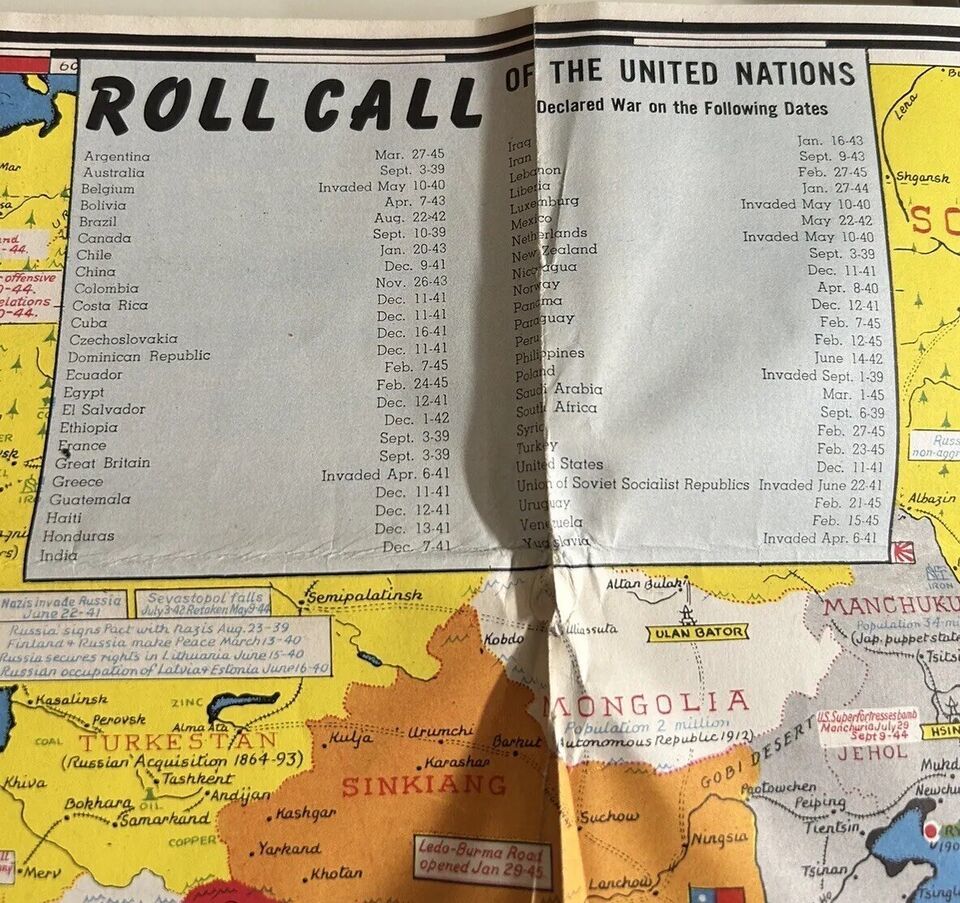 ROLL CALL OF THE UNITED NATIONS
Declared War on the Following Dates
Argentina Mar. 27-45
Australia Sept. 3-39
Belgium Invaded May 10-40
Bolivia Apr. 7-43
Brazil Aug. 22-42
Canada Sept. 10-39
Chile Jan. 20-43
China Dec. 9-41
Colombia Nov. 26-43
Costa Rica Dec. 11-41
Cuba Dec. 11-41
Czechoslovakia Dec. 16-41
Dominican Republic Dec. 11-41
Ecuador Feb. 7-45
Egypt Feb. 24-45
El Salvador Dec. 12-41
Ethiopia Dec. 1-42
France Sept. 3-39
Great Britain Sept. 3-39
Greece Invaded Apr. 6-41
Guatemala Dec. 11-41
Haiti Dec. 12-41
Honduras Dec. 13-41
India Dec. 7-41
Iraq Jan. 16-43
Iran Sept. 9-43
Lebanon Feb. 27-45
Liberia Jan. 27-44
Luxemburg Invaded May 10-40
Mexico May 22-42
Netherlands Invaded May 10-40
New Zealand Sept. 3-39
Nicaragua Dec. 11-41
Norway Apr. 8-40
Panama Dec. 12-41
Paraguay Feb. 7-45
Peru Feb. 12-45
Philippines June 14-42
Poland Invaded Sept. 1-39
Saudi Arabia Mar. 1-45
South Africa Sept. 6-39
Syria Feb. 27-45
Turkey Feb. 23-45
United States Dec. 11-41
Union of Soviet Socialist Republics Invaded June 22-41
Uruguay Feb. 21-45
Venezuela Feb. 15-45
Yugoslavia Invaded Apr. 6-41
Lena
Shgansk
Albazin
Nazis invade Russia
June 22-41
Sevastopol falls
July 3-42 Retaken May 9-44
Russia signs Pact with Nazis Aug. 23-39
Finland & Russia make Peace March 13-40
Russia secures rights in Lithuania June 15-40
Russian occupation of Latvia & Estonia June 16-40
Semipalatinsk
Altan Bulak
Kobdo
Uliassuta
ULAN BATOR
MANCHUKU
Population 34 mi
(Jap. puppet state
IRON
Tsitsi
MONGOLIA
Population 2 million
Autonomous Republic 1912)
GOBI DESERT
U.S. Superfortresses bomb
Manchuria July 29
Sept 9-44
JEHOL
HSIN
Mukd
Newchu
Kasalinsk
Perovsk
ZINC
Alma Ata
COAL
TURKESTAN
(Russian Acquisition 1864-93)
Khiva
Tashkent
Andijan
Bokhara
OIL
Samarkand
COPPER
Merv
Kulja
Urumchi
Barkut
Karashar
SINKIANG
Kashgar
Yarkand
Khotan
Ledo-Burma Road
opened Jan 29-45
Suchow
Ningsia
Lanchow
Paotowchen
Peiping
Tientsin
Tsinan
Tsingt